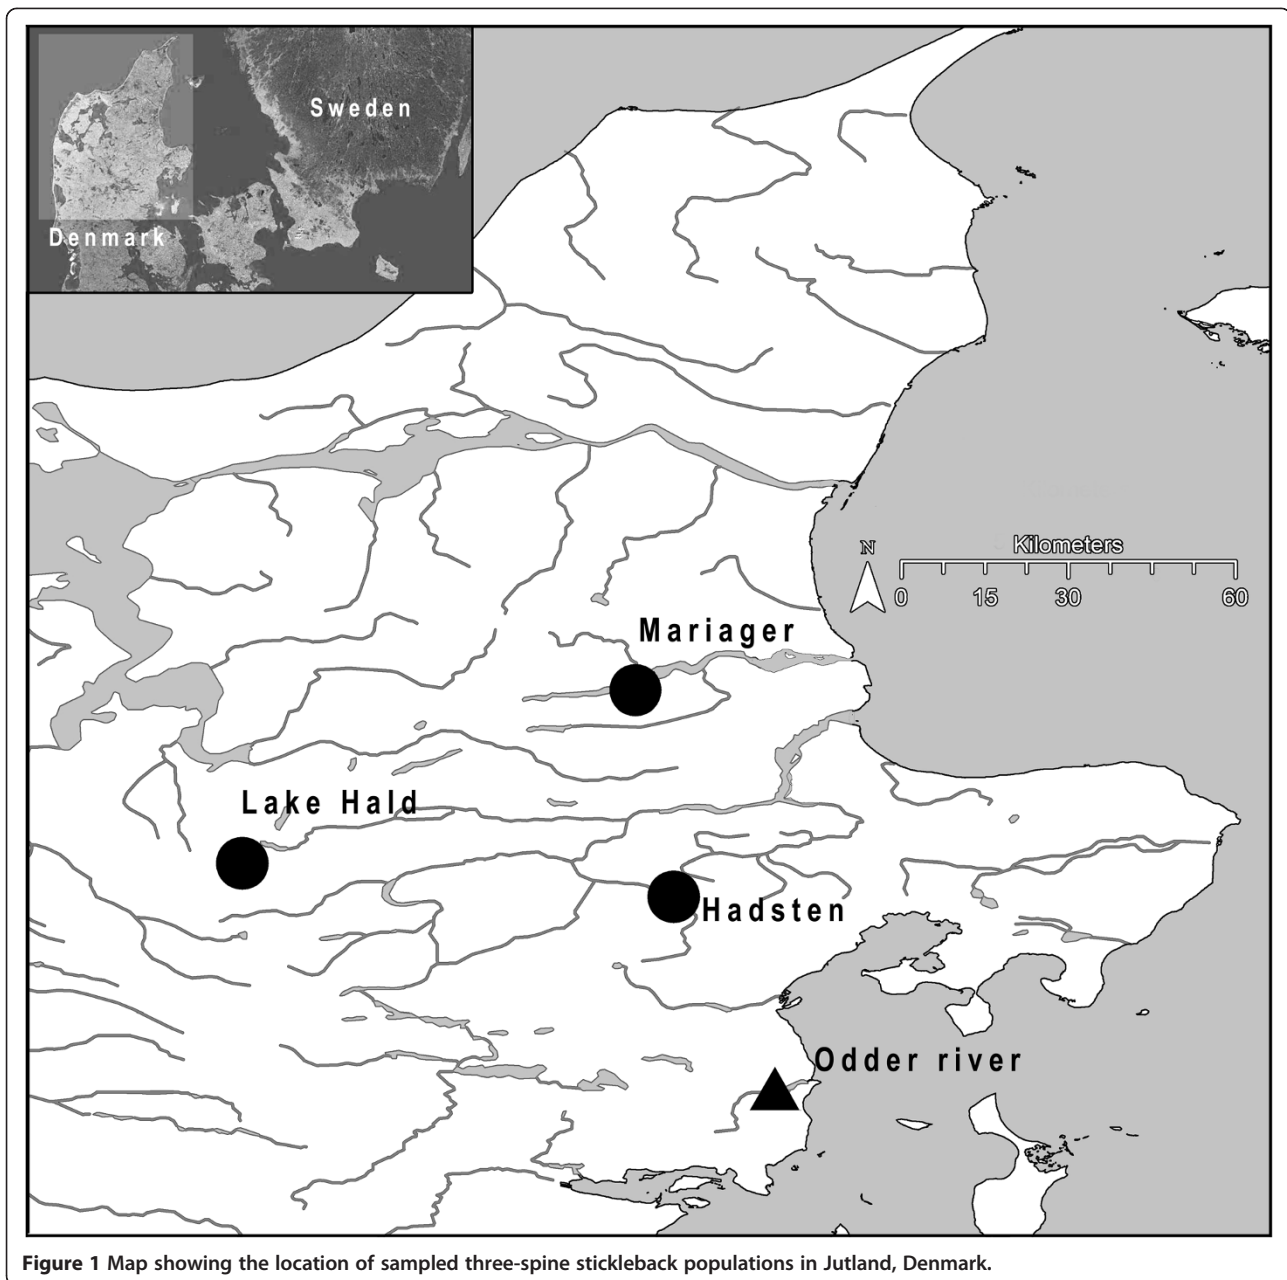 Sweden
Denmark
N
Kilometers
0 15 30 60
Mariager
Lake Hald
Hadsten
Odder river
Figure 1 Map showing the location of sampled three-spine stickleback populations in Jutland, Denmark.